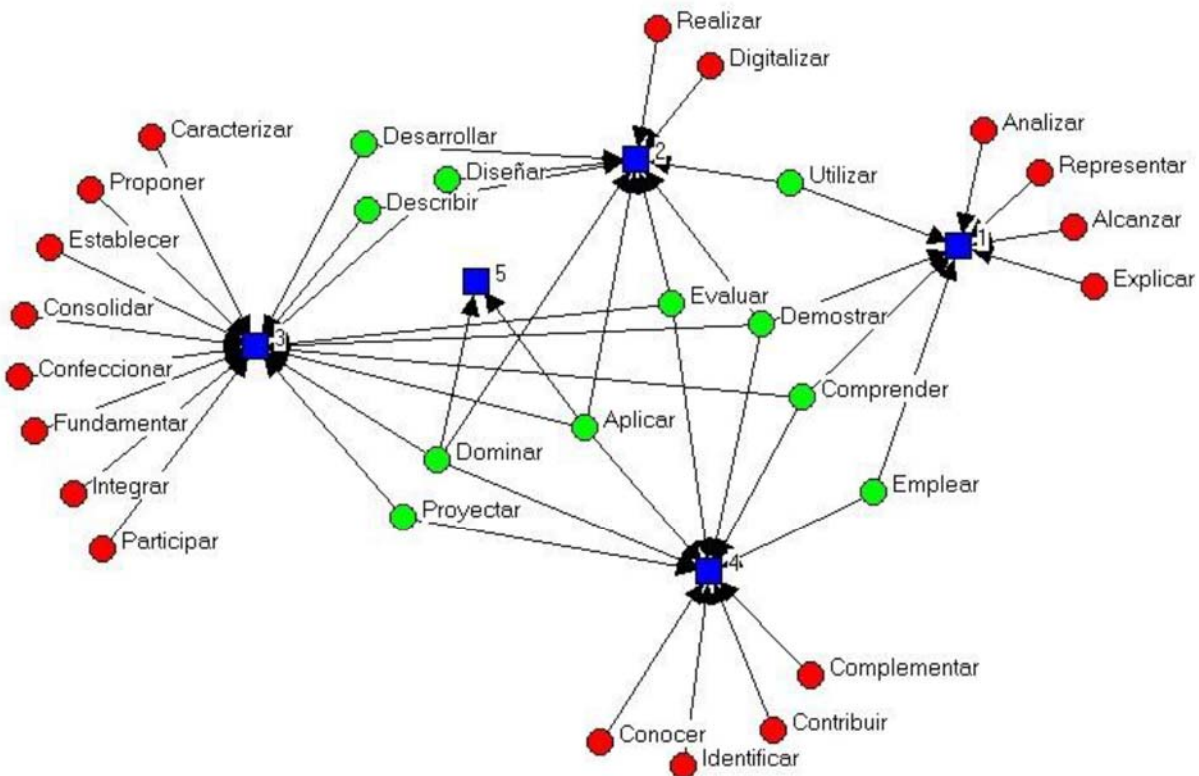 Realizar
Digitalizar
Caracterizar
Desarrollar
Analizar
2
Diseñar
Utilizar
Representar
Proponer
Describir
Alcanzar
Establecer
1
5
Explicar
Evaluar
Consolidar
Demostrar
3
Confeccionar
Comprender
Fundamentar
Aplicar
Dominar
Integrar
Emplear
Proyectar
Participar
4
Complementar
Contribuir
Conocer
Identificar